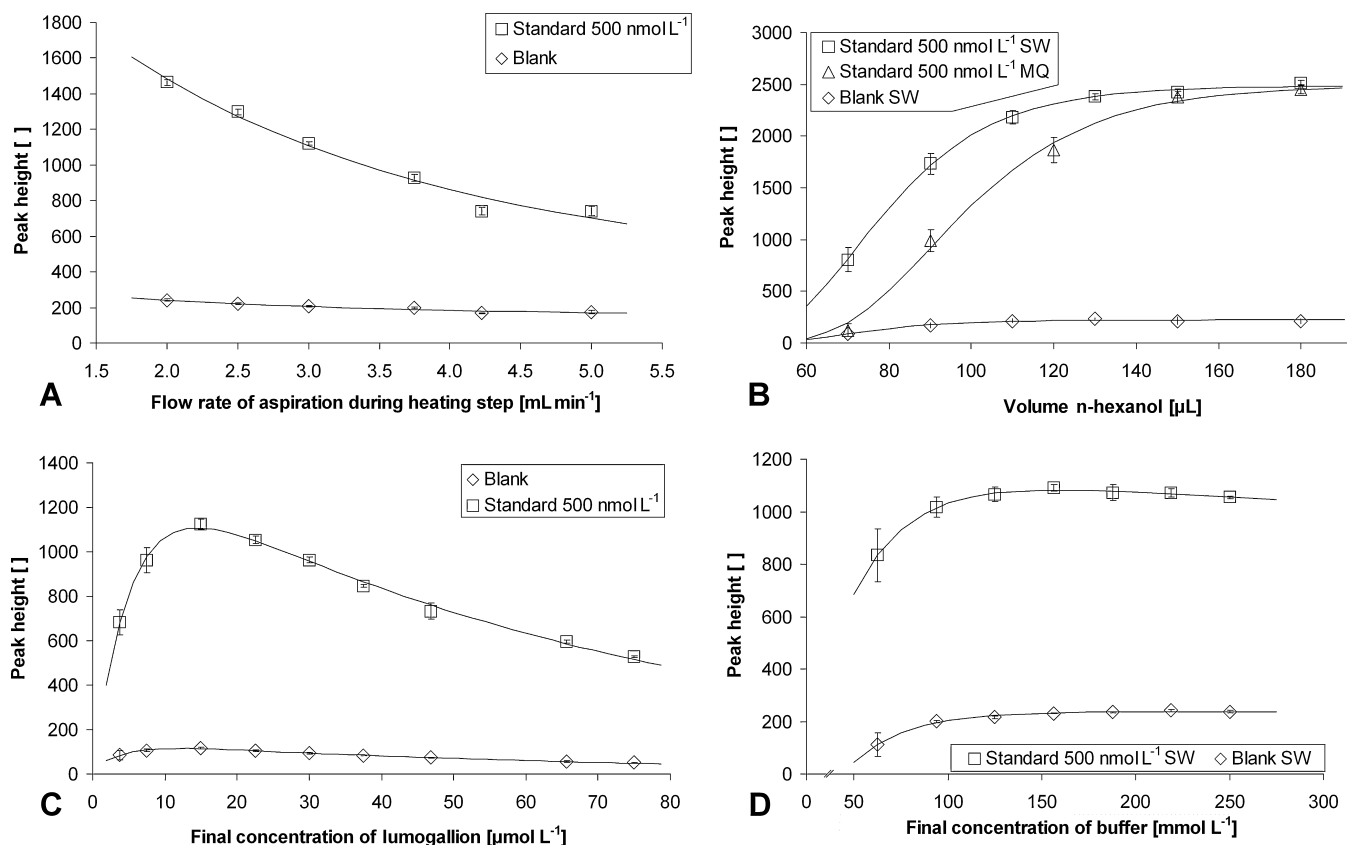 1800
1600
1400
1200
1000
800
600
400
200
0
Peak height [ ]
Standard 500 nmol L⁻¹
Blank
1.5 2.0 2.5 3.0 3.5 4.0 4.5 5.0 5.5
A
Flow rate of aspiration during heating step [mL min⁻¹]
3000
2500
2000
1500
1000
500
0
Peak height [ ]
Standard 500 nmol L⁻¹ SW
Standard 500 nmol L⁻¹ MQ
Blank SW
60 80 100 120 140 160 180
B
Volume n-hexanol [µL]
1400
1200
1000
800
600
400
200
0
Peak height [ ]
Blank
Standard 500 nmol L⁻¹
0 10 20 30 40 50 60 70 80
C
Final concentration of lumogallion [µmol L⁻¹]
1200
1000
800
600
400
200
0
Peak height [ ]
Standard 500 nmol L⁻¹ SW Blank SW
50 100 150 200 250 300
D
Final concentration of buffer [mmol L⁻¹]